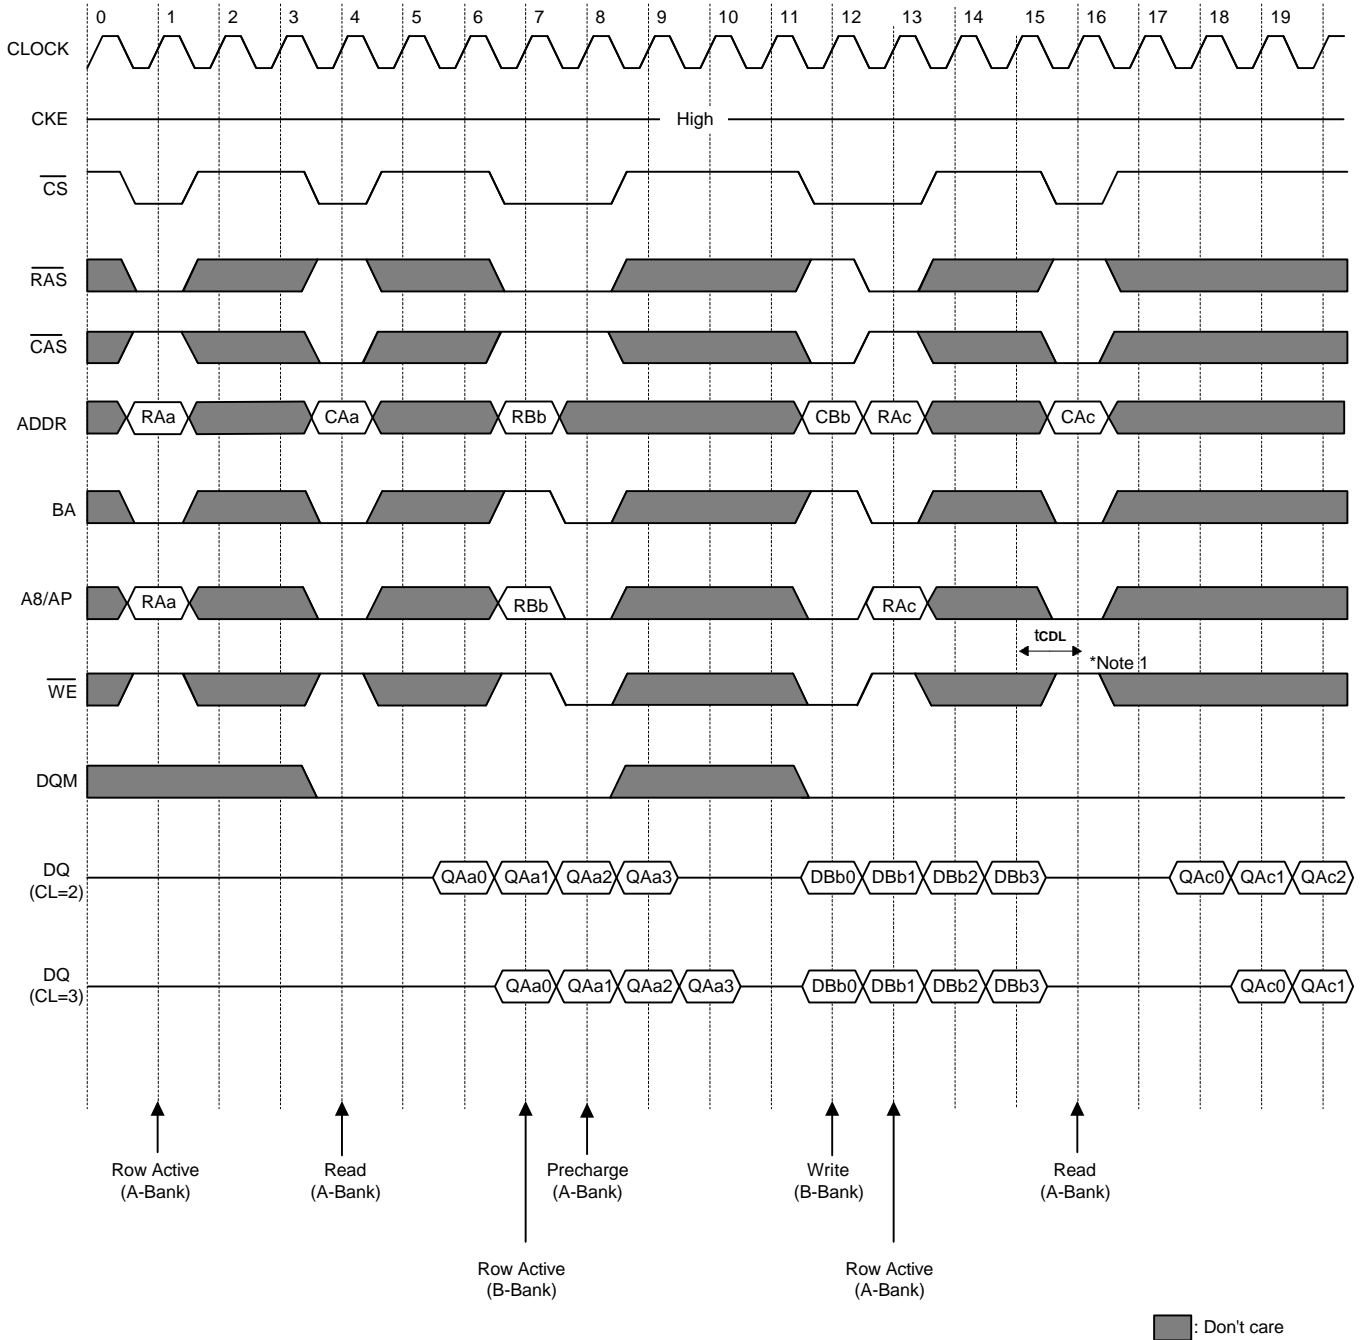 0 1 2 3 4 5 6 7 8 9 10 11 12 13 14 15 16 17 18 19
CLOCK
CKE High
CS
RAS
CAS
ADDR RAa CAa RBb CBb RAc CAc
BA
A8/AP RAa RBb RAc
tCDL
*Note 1
WE
DQM
DQ
(CL=2) QAa0 QAa1 QAa2 QAa3 DBb0 DBb1 DBb2 DBb3 QAc0 QAc1 QAc2
DQ
(CL=3) QAa0 QAa1 QAa2 QAa3 DBb0 DBb1 DBb2 DBb3 QAc0 QAc1
Row Active
(A-Bank)
Read
(A-Bank)
Precharge
(A-Bank)
Write
(B-Bank)
Read
(A-Bank)
Row Active
(B-Bank)
Row Active
(A-Bank)
: Don't care